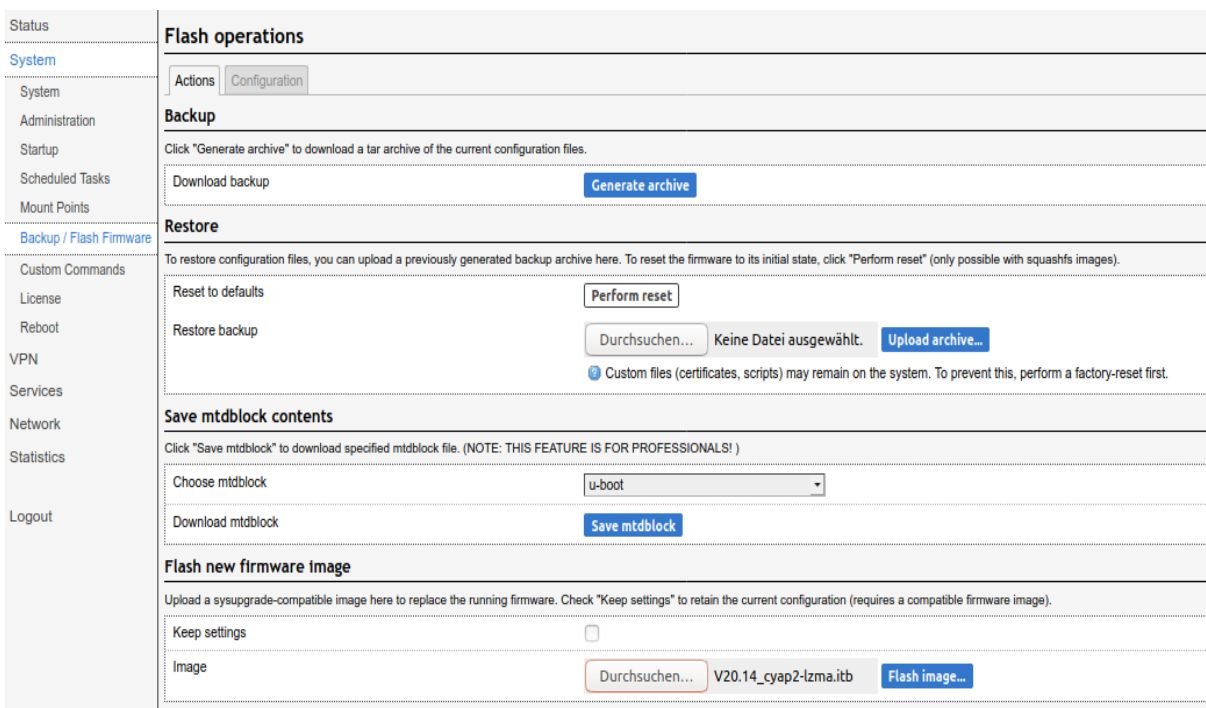 Status
System
System
Administration
Startup
Scheduled Tasks
Mount Points
Backup / Flash Firmware
Custom Commands
License
Reboot
VPN
Services
Network
Statistics
Logout
Flash operations
Actions Configuration
Backup
Click "Generate archive" to download a tar archive of the current configuration files.
Download backup Generate archive
Restore
To restore configuration files, you can upload a previously generated backup archive here. To reset the firmware to its initial state, click "Perform reset" (only possible with squashfs images).
Reset to defaults Perform reset
Restore backup Durchsuchen... Keine Datei ausgewählt. Upload archive...
Custom files (certificates, scripts) may remain on the system. To prevent this, perform a factory-reset first.
Save mtdblock contents
Click "Save mtdblock" to download specified mtdblock file. (NOTE: THIS FEATURE IS FOR PROFESSIONALS! )
Choose mtdblock u-boot
Download mtdblock Save mtdblock
Flash new firmware image
Upload a sysupgrade-compatible image here to replace the running firmware. Check "Keep settings" to retain the current configuration (requires a compatible firmware image).
Keep settings
Image Durchsuchen... V20.14_cyap2-lzma.itb Flash image...